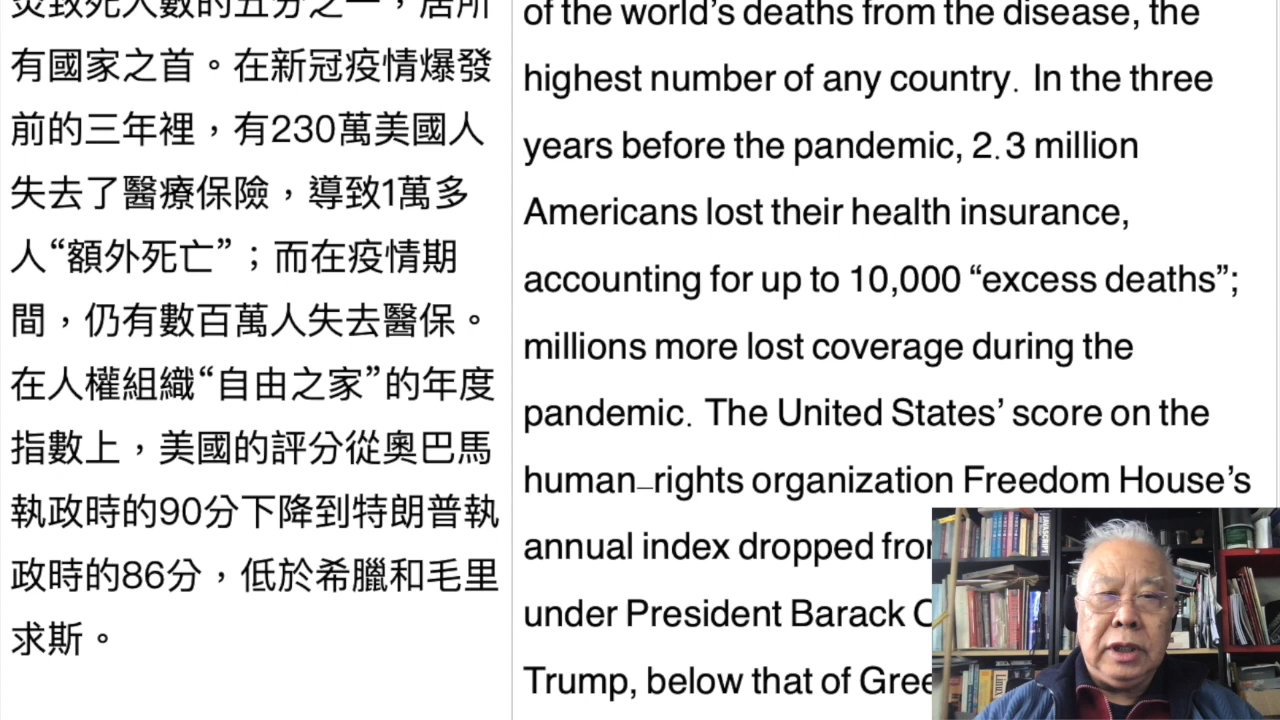 炎致死人數的五分之一，居所
有國家之首。在新冠疫情爆發
前的三年裡，有230萬美國人
失去了醫療保險，導致1萬多
人“額外死亡”；而在疫情期
間，仍有數百萬人失去醫保。
在人權組織“自由之家”的年度
指數上，美國的評分從奧巴馬
執政時的90分下降到特朗普執
政時的86分，低於希臘和毛里
求斯。
of the world’s deaths from the disease, the
highest number of any country. In the three
years before the pandemic, 2.3 million
Americans lost their health insurance,
accounting for up to 10,000 “excess deaths”;
millions more lost coverage during the
pandemic. The United States’ score on the
human-rights organization Freedom House’s
annual index dropped
under President Barack
Trump, below that of